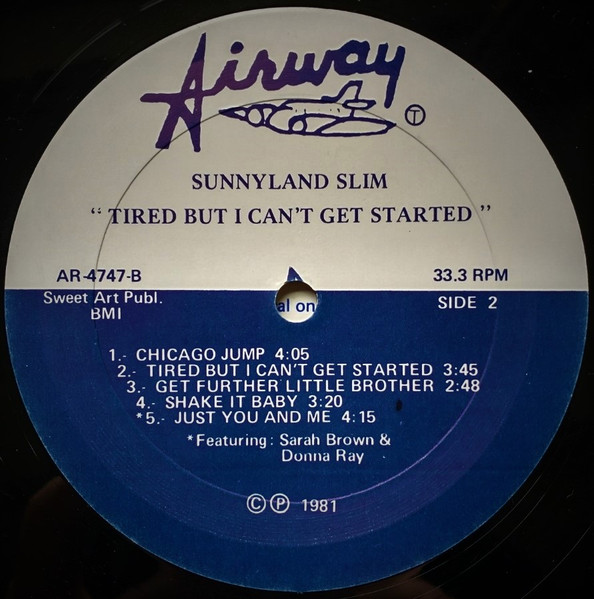 Airway
Ⓣ
SUNNYLAND SLIM
“ TIRED BUT I CAN'T GET STARTED ”
AR-4747-B
33.3 RPM
Sweet Art Publ.
BMI
al on
SIDE 2
1.- CHICAGO JUMP 4:05
2.- TIRED BUT I CAN'T GET STARTED 3:45
3.- GET FURTHER LITTLE BROTHER 2:48
4.- SHAKE IT BABY 3:20
*5.- JUST YOU AND ME 4:15
*Featuring: Sarah Brown &
Donna Ray
© ℗ 1981